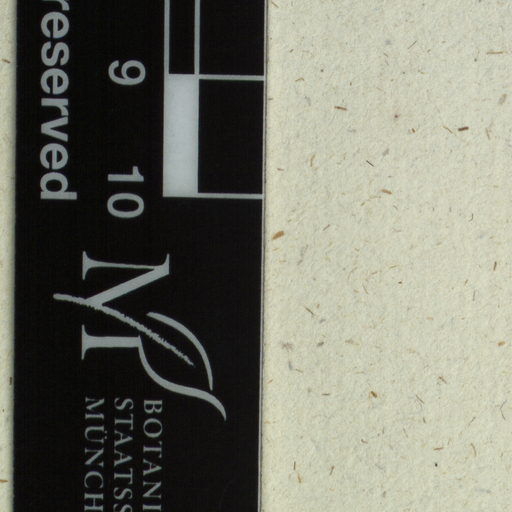 reserved
9 10
M
BOTANI
STAATSS
MÜNCH